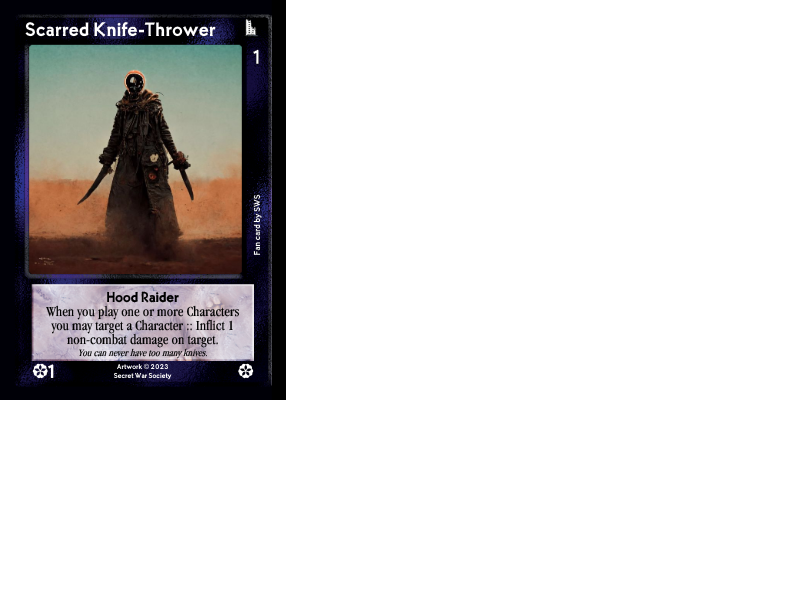 Scarred Knife-Thrower
1
Fan card by SWS
Hood Raider
When you play one or more Characters
you may target a Character :: Inflict 1
non-combat damage on target.
You can never have too many knives.
1
Artwork © 2023
Secret War Society